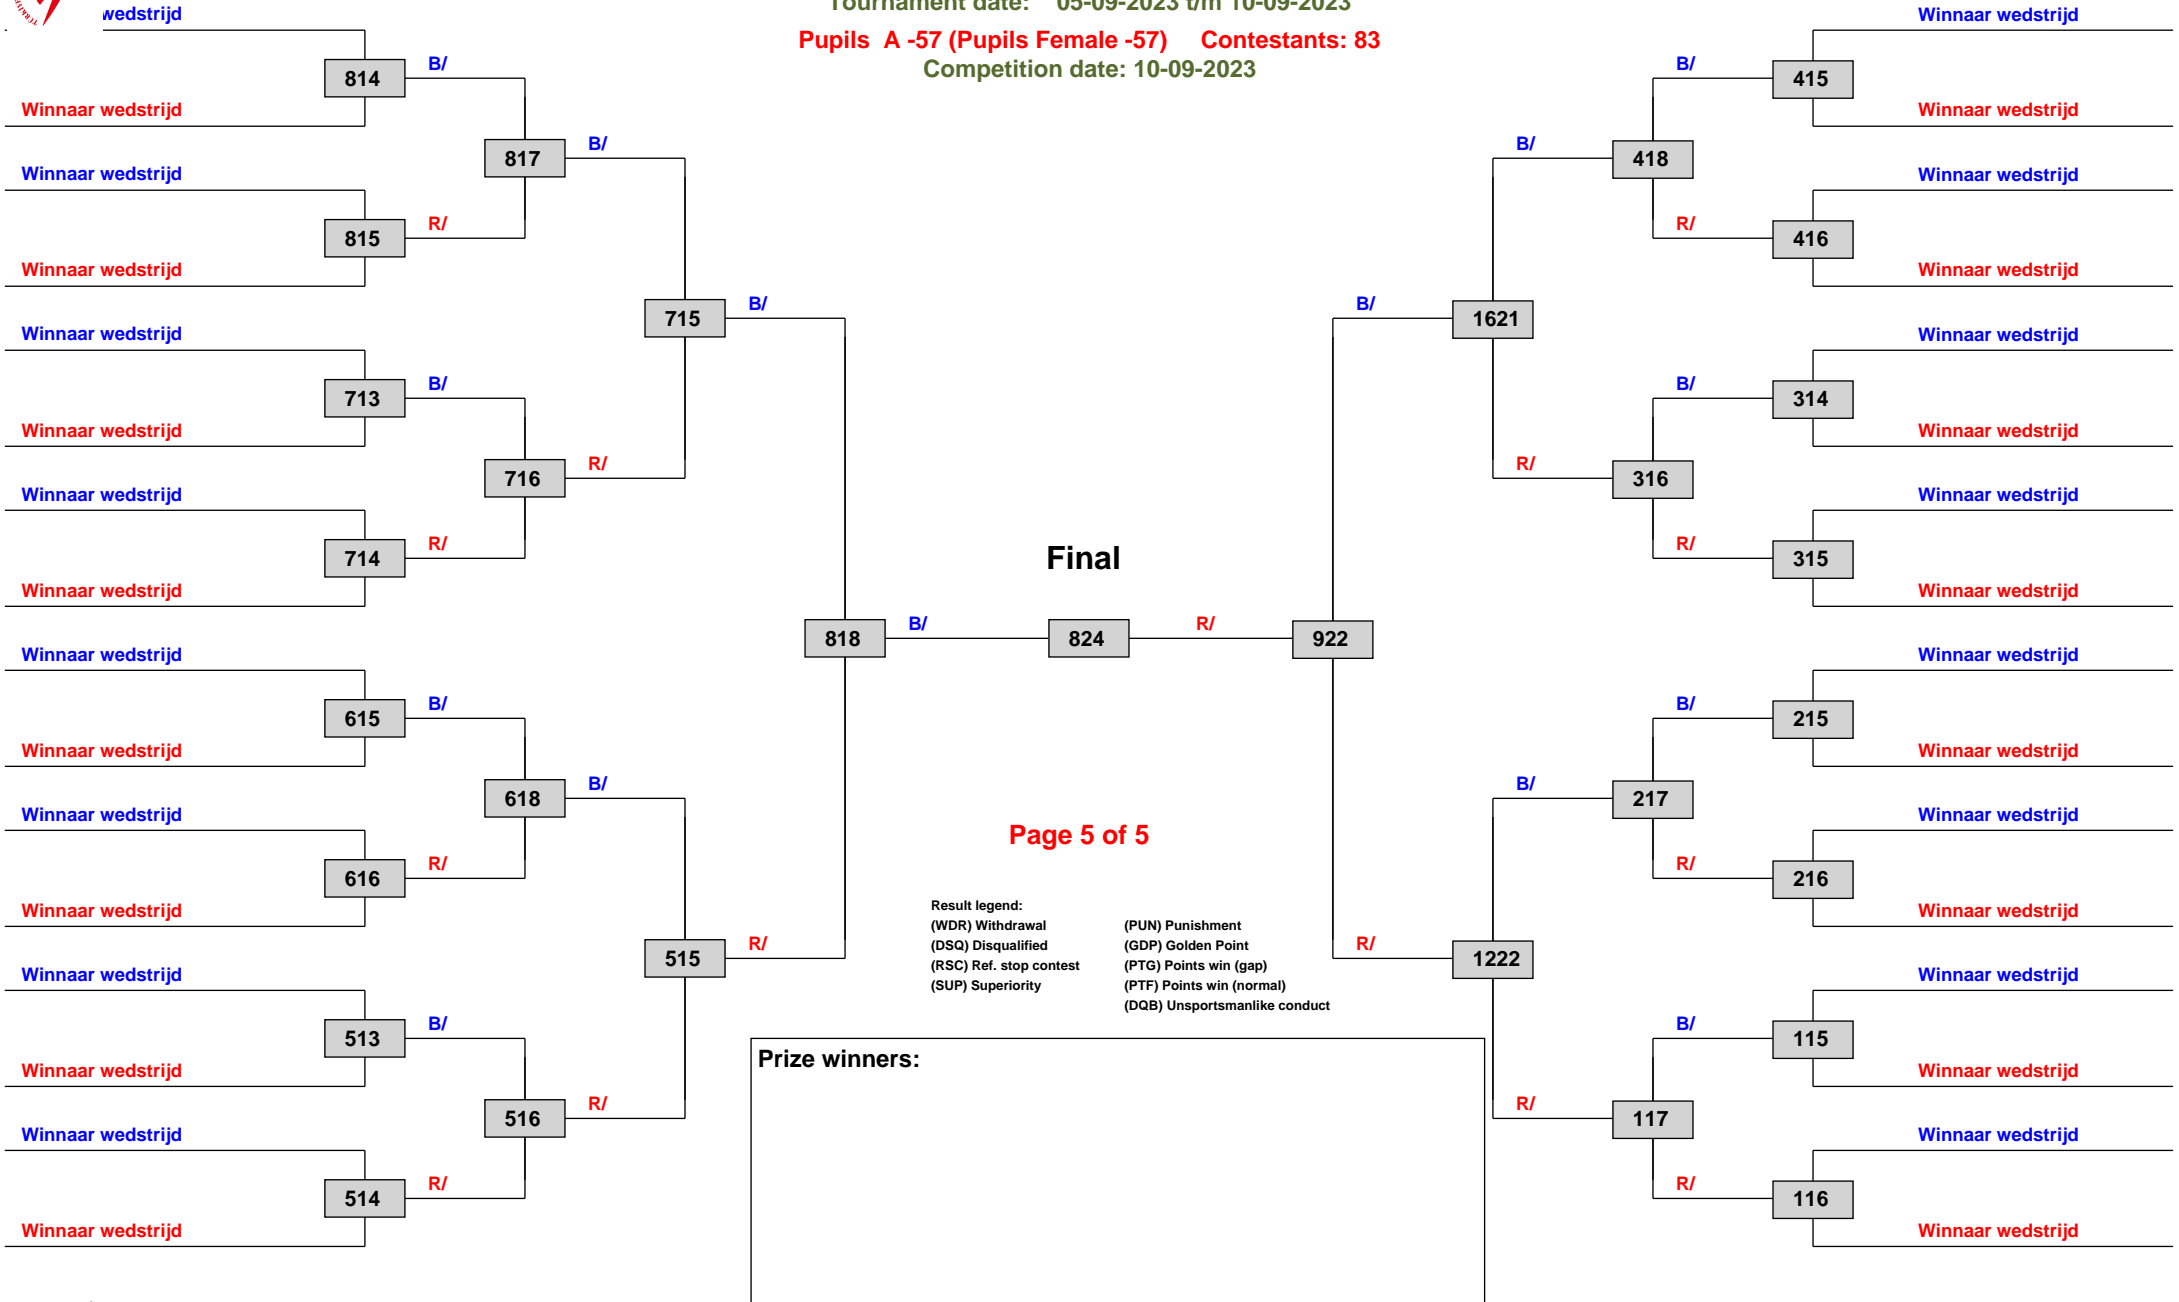 Tournament date: 05-09-2023 t/m 10-09-2023
Pupils A -57 (Pupils Female -57) Contestants: 83
Competition date: 10-09-2023
wedstrijd
814
B/
Winnaar wedstrijd
817
B/
Winnaar wedstrijd
815
R/
Winnaar wedstrijd
715
B/
Winnaar wedstrijd
713
B/
Winnaar wedstrijd
716
R/
Winnaar wedstrijd
714
R/
Winnaar wedstrijd
818
B/
Winnaar wedstrijd
615
B/
Winnaar wedstrijd
618
B/
Winnaar wedstrijd
616
R/
Winnaar wedstrijd
515
R/
Winnaar wedstrijd
513
B/
Winnaar wedstrijd
516
R/
Winnaar wedstrijd
514
R/
Winnaar wedstrijd
Final
824
R/
922
Page 5 of 5
Result legend:
(WDR) Withdrawal
(DSQ) Disqualified
(RSC) Ref. stop contest
(SUP) Superiority
(PUN) Punishment
(GDP) Golden Point
(PTG) Points win (gap)
(PTF) Points win (normal)
(DQB) Unsportsmanlike conduct
Prize winners:
Winnaar wedstrijd
B/
415
Winnaar wedstrijd
B/
418
Winnaar wedstrijd
R/
416
Winnaar wedstrijd
B/
1621
Winnaar wedstrijd
B/
314
Winnaar wedstrijd
R/
316
Winnaar wedstrijd
R/
315
Winnaar wedstrijd
Winnaar wedstrijd
B/
215
Winnaar wedstrijd
B/
217
Winnaar wedstrijd
R/
216
Winnaar wedstrijd
R/
1222
Winnaar wedstrijd
B/
115
Winnaar wedstrijd
R/
117
Winnaar wedstrijd
R/
116
Winnaar wedstrijd